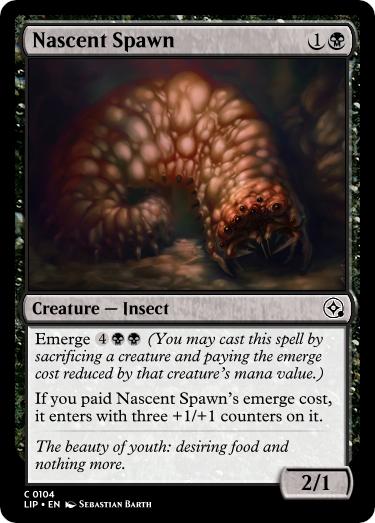 Nascent Spawn 1
Creature — Insect
Emerge 4 (You may cast this spell by
sacrificing a creature and paying the emerge
cost reduced by that creature's mana value.)
If you paid Nascent Spawn's emerge cost,
it enters with three +1/+1 counters on it.
The beauty of youth: desiring food and
nothing more.
2/1
C 0104
LIP • EN Sebastian Barth